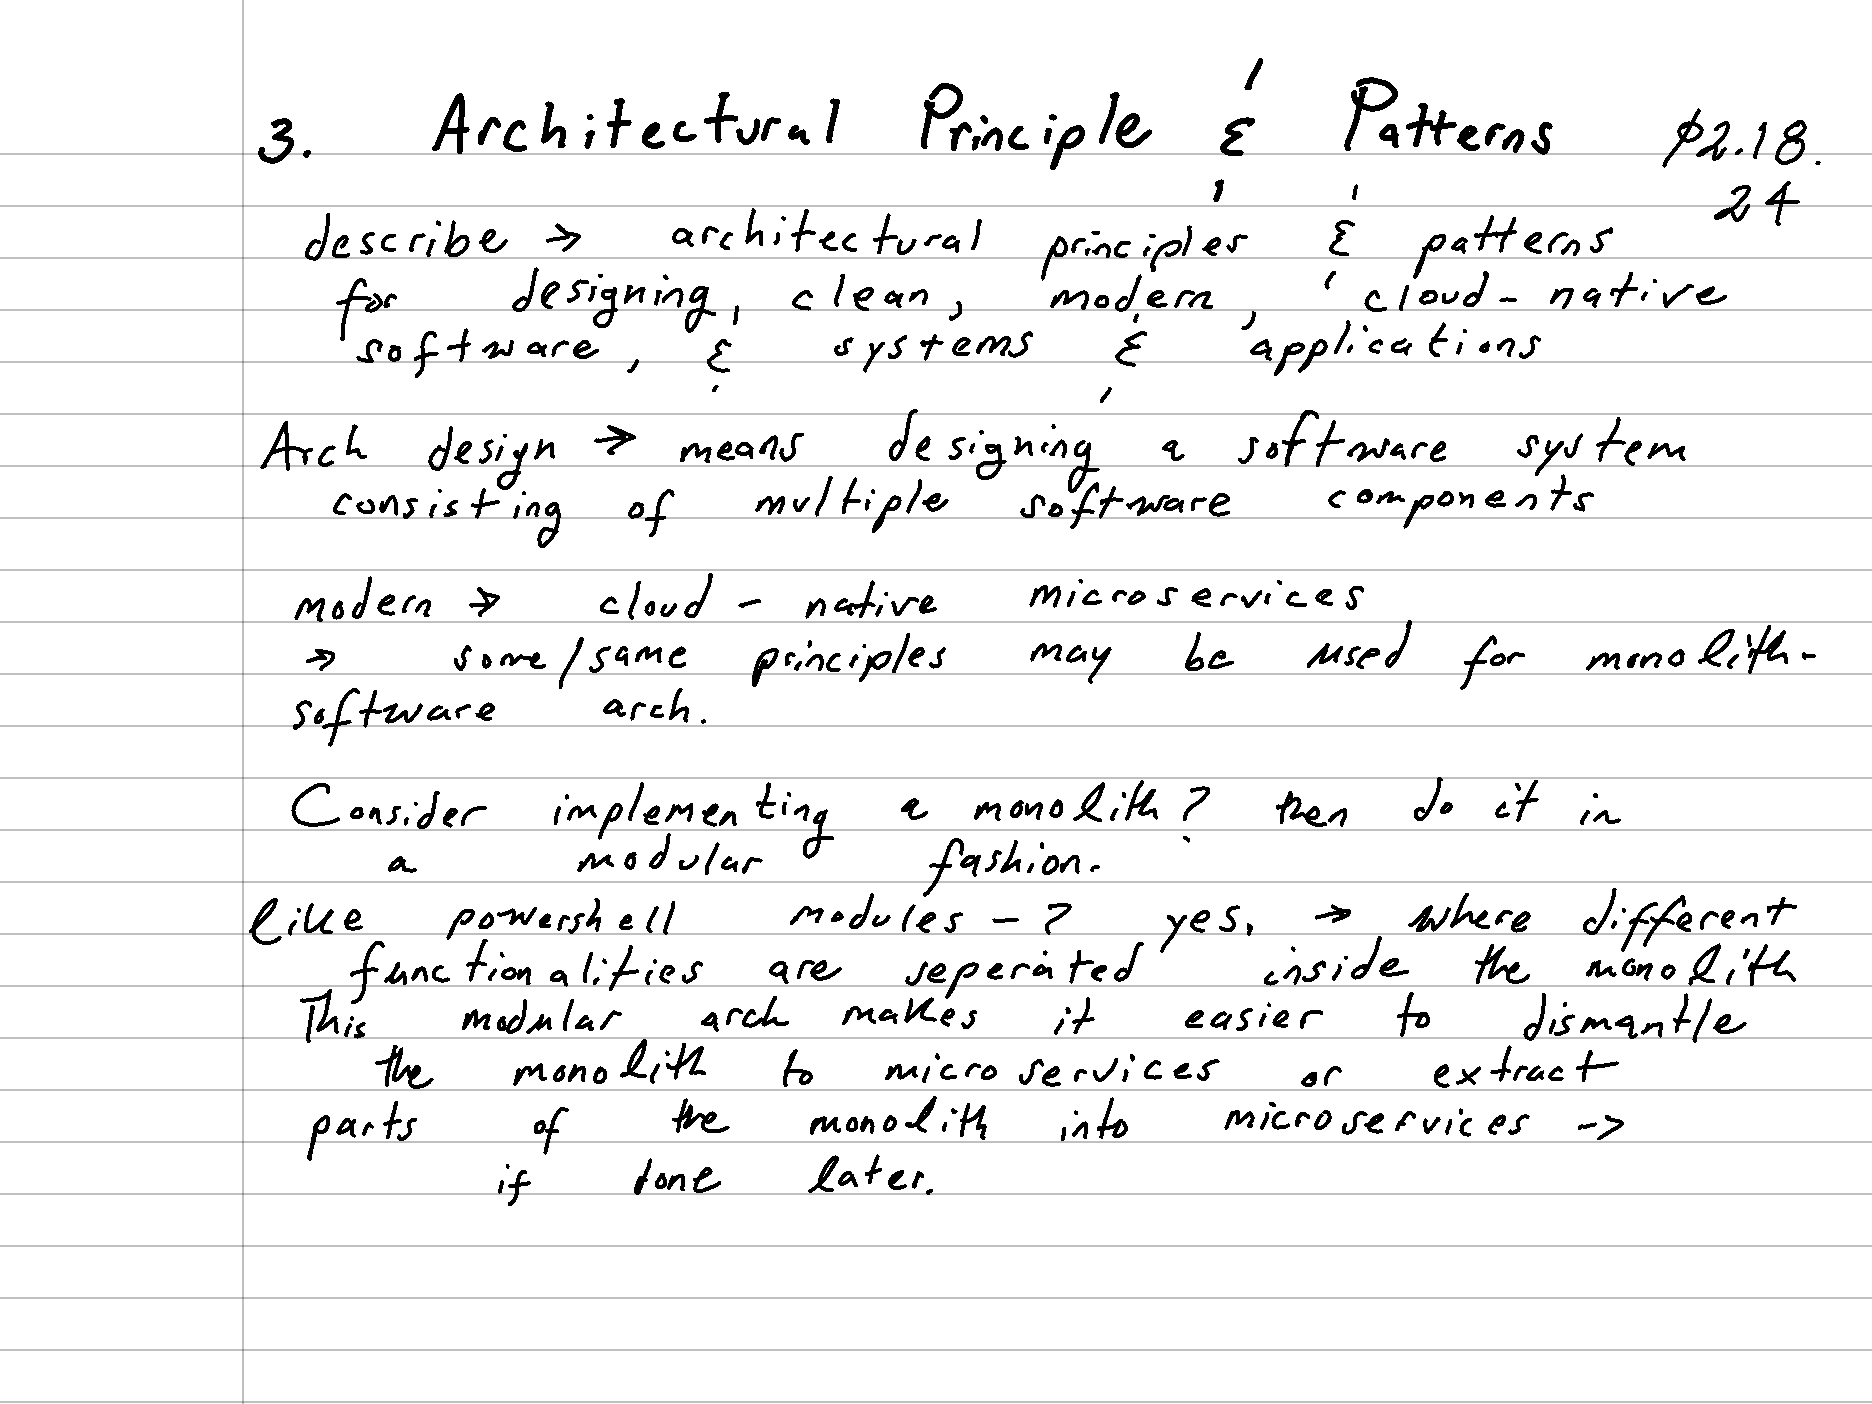 3. Architectural Principle & Patterns 02.18.
24
describe → architectural principles & patterns
for designing, clean, modern, cloud-native
software, & systems & applications
Arch design → means designing a software system
consisting of multiple software components
modern → cloud - native microservices
→ some/same principles may be used for monolith-
software arch.
Consider implementing a monolith? then do it in
a modular fashion.
like powershell modules - ? yes, → where different
functionalities are seperated inside the monolith
This modular arch makes it easier to dismantle
the monolith to microservices or extract
parts of the monolith into microservices ->
if done later.